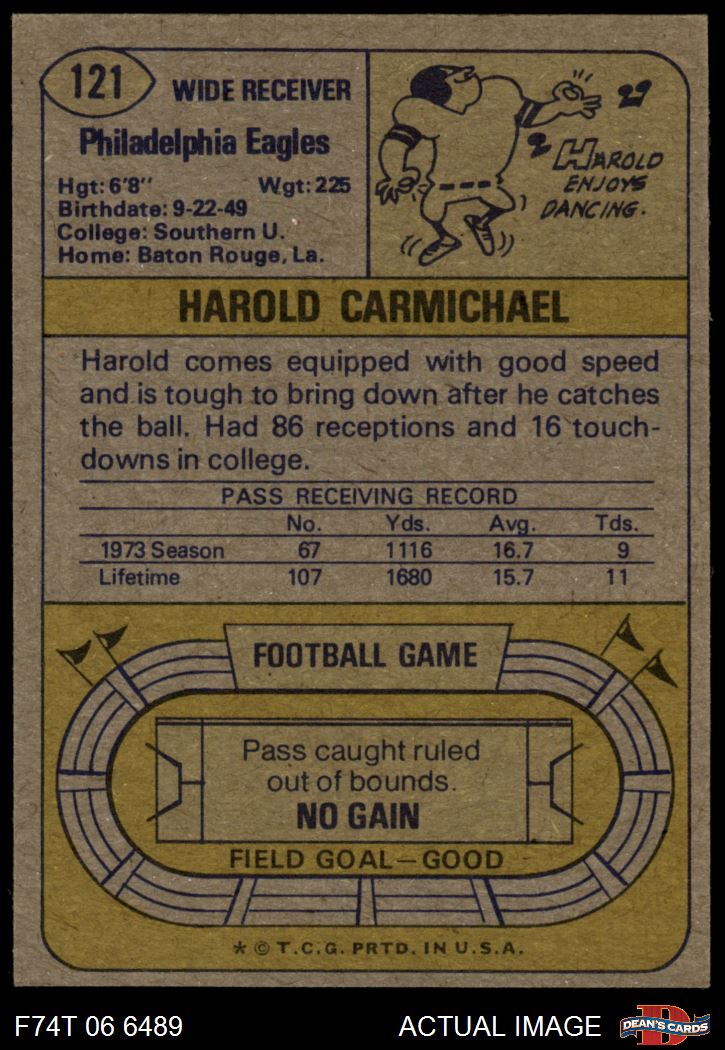 121
WIDE RECEIVER
Philadelphia Eagles
Hgt: 6'8" Wgt: 225
Birthdate: 9-22-49
College: Southern U.
Home: Baton Rouge, La.
HAROLD
ENJOYS
DANCING.
HAROLD CARMICHAEL
Harold comes equipped with good speed
and is tough to bring down after he catches
the ball. Had 86 receptions and 16 touch-
downs in college.
PASS RECEIVING RECORD
No. Yds. Avg. Tds.
1973 Season 67 1116 16.7 9
Lifetime 107 1680 15.7 11
FOOTBALL GAME
Pass caught ruled
out of bounds.
NO GAIN
FIELD GOAL—GOOD
* © T.C.G. PRTD. IN U.S.A.
F74T 06 6489 ACTUAL IMAGE
D
DEAN'S CARDS